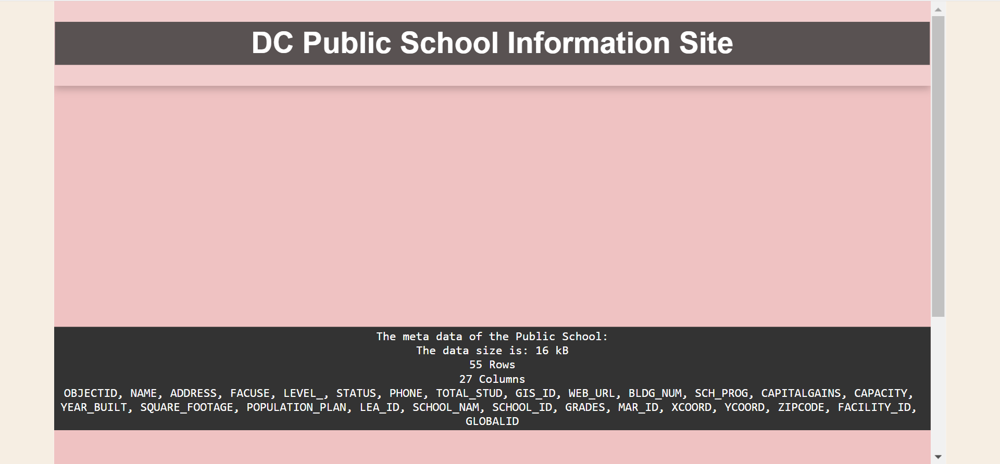 DC Public School Information Site
The meta data of the Public School:
The data size is: 16 kB
55 Rows
27 Columns
OBJECTID, NAME, ADDRESS, FACUSE, LEVEL_, STATUS, PHONE, TOTAL_STUD, GIS_ID, WEB_URL, BLDG_NUM, SCH_PROG, CAPITALGAINS, CAPACITY,
YEAR_BUILT, SQUARE_FOOTAGE, POPULATION_PLAN, LEA_ID, SCHOOL_NAM, SCHOOL_ID, GRADES, MAR_ID, XCOORD, YCOORD, ZIPCODE, FACILITY_ID,
GLOBALID